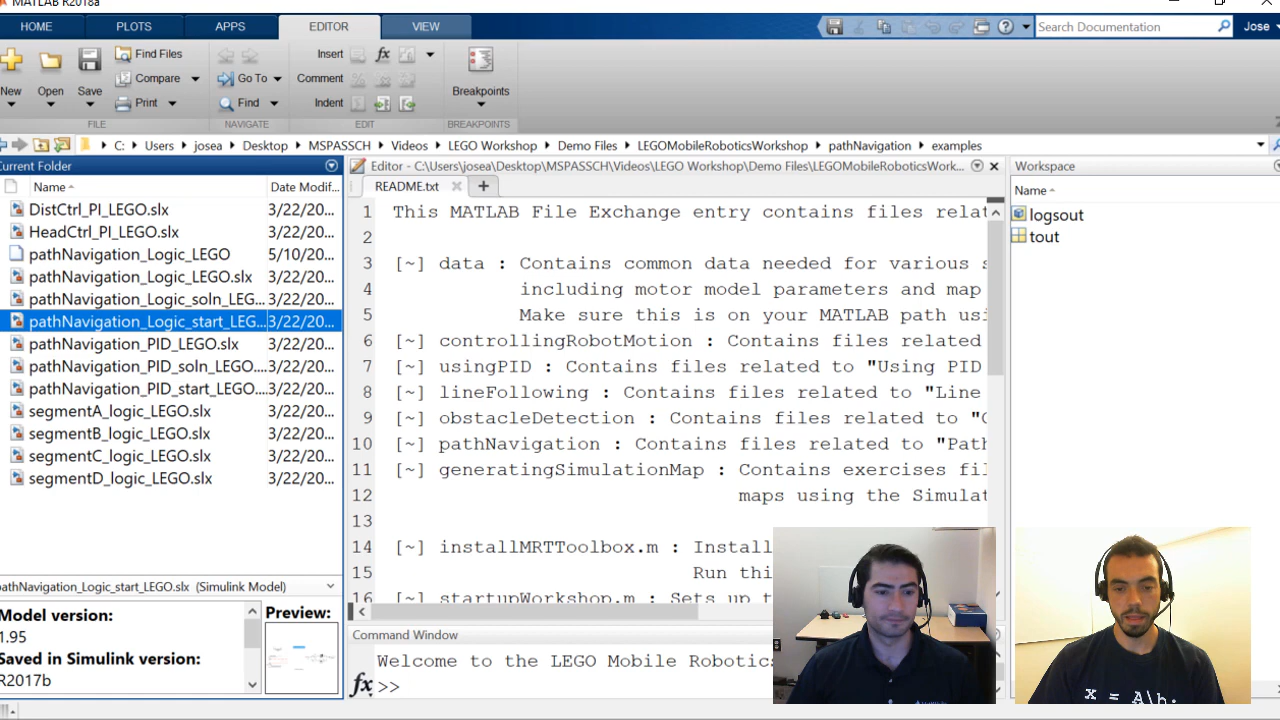 MATLAB R2018a
HOME PLOTS APPS EDITOR VIEW
Search Documentation
Jose
New
Open
Save
Find Files
Compare
Print
Go To
Find
Insert
fx
Comment
Indent
Breakpoints
FILE NAVIGATE EDIT BREAKPOINTS
C: Users josea Desktop MSPASSCH Videos LEGO Workshop Demo Files LEGOMobileRoboticsWorkshop pathNavigation examples
Current Folder
Name Date Modif...
DistCtrl_PI_LEGO.slx 3/22/20...
HeadCtrl_PI_LEGO.slx 3/22/20...
pathNavigation_Logic_LEGO 5/10/20...
pathNavigation_Logic_LEGO.slx 3/22/20...
pathNavigation_Logic_soln_LEG... 3/22/20...
pathNavigation_Logic_start_LEG... 3/22/20...
pathNavigation_PID_LEGO.slx 3/22/20...
pathNavigation_PID_soln_LEGO.... 3/22/20...
pathNavigation_PID_start_LEGO.... 3/22/20...
segmentA_logic_LEGO.slx 3/22/20...
segmentB_logic_LEGO.slx 3/22/20...
segmentC_logic_LEGO.slx 3/22/20...
segmentD_logic_LEGO.slx 3/22/20...
pathNavigation_Logic_start_LEGO.slx (Simulink Model)
Model version:
1.95
Saved in Simulink version:
R2017b
Preview:
Editor - C:\Users\josea\Desktop\MSPASSCH\Videos\LEGO Workshop\Demo Files\LEGOMobileRoboticsWork...
README.txt
1 This MATLAB File Exchange entry contains files relat
2
3 [~] data : Contains common data needed for various s
4 including motor model parameters and map
5 Make sure this is on your MATLAB path usi
6 [~] controllingRobotMotion : Contains files related
7 [~] usingPID : Contains files related to "Using PID
8 [~] lineFollowing : Contains files related to "Line
9 [~] obstacleDetection : Contains files related to "O
10 [~] pathNavigation : Contains files related to "Path
11 [~] generatingSimulationMap : Contains exercises fil
12 maps using the Simulat
13
14 [~] installMRTToolbox.m : Install
15 Run thi
16 [~] startupWorkshop.m : Sets up t
Command Window
Welcome to the LEGO Mobile Robotics
fx >>
Workspace
Name
logsout
tout
x = A\b;